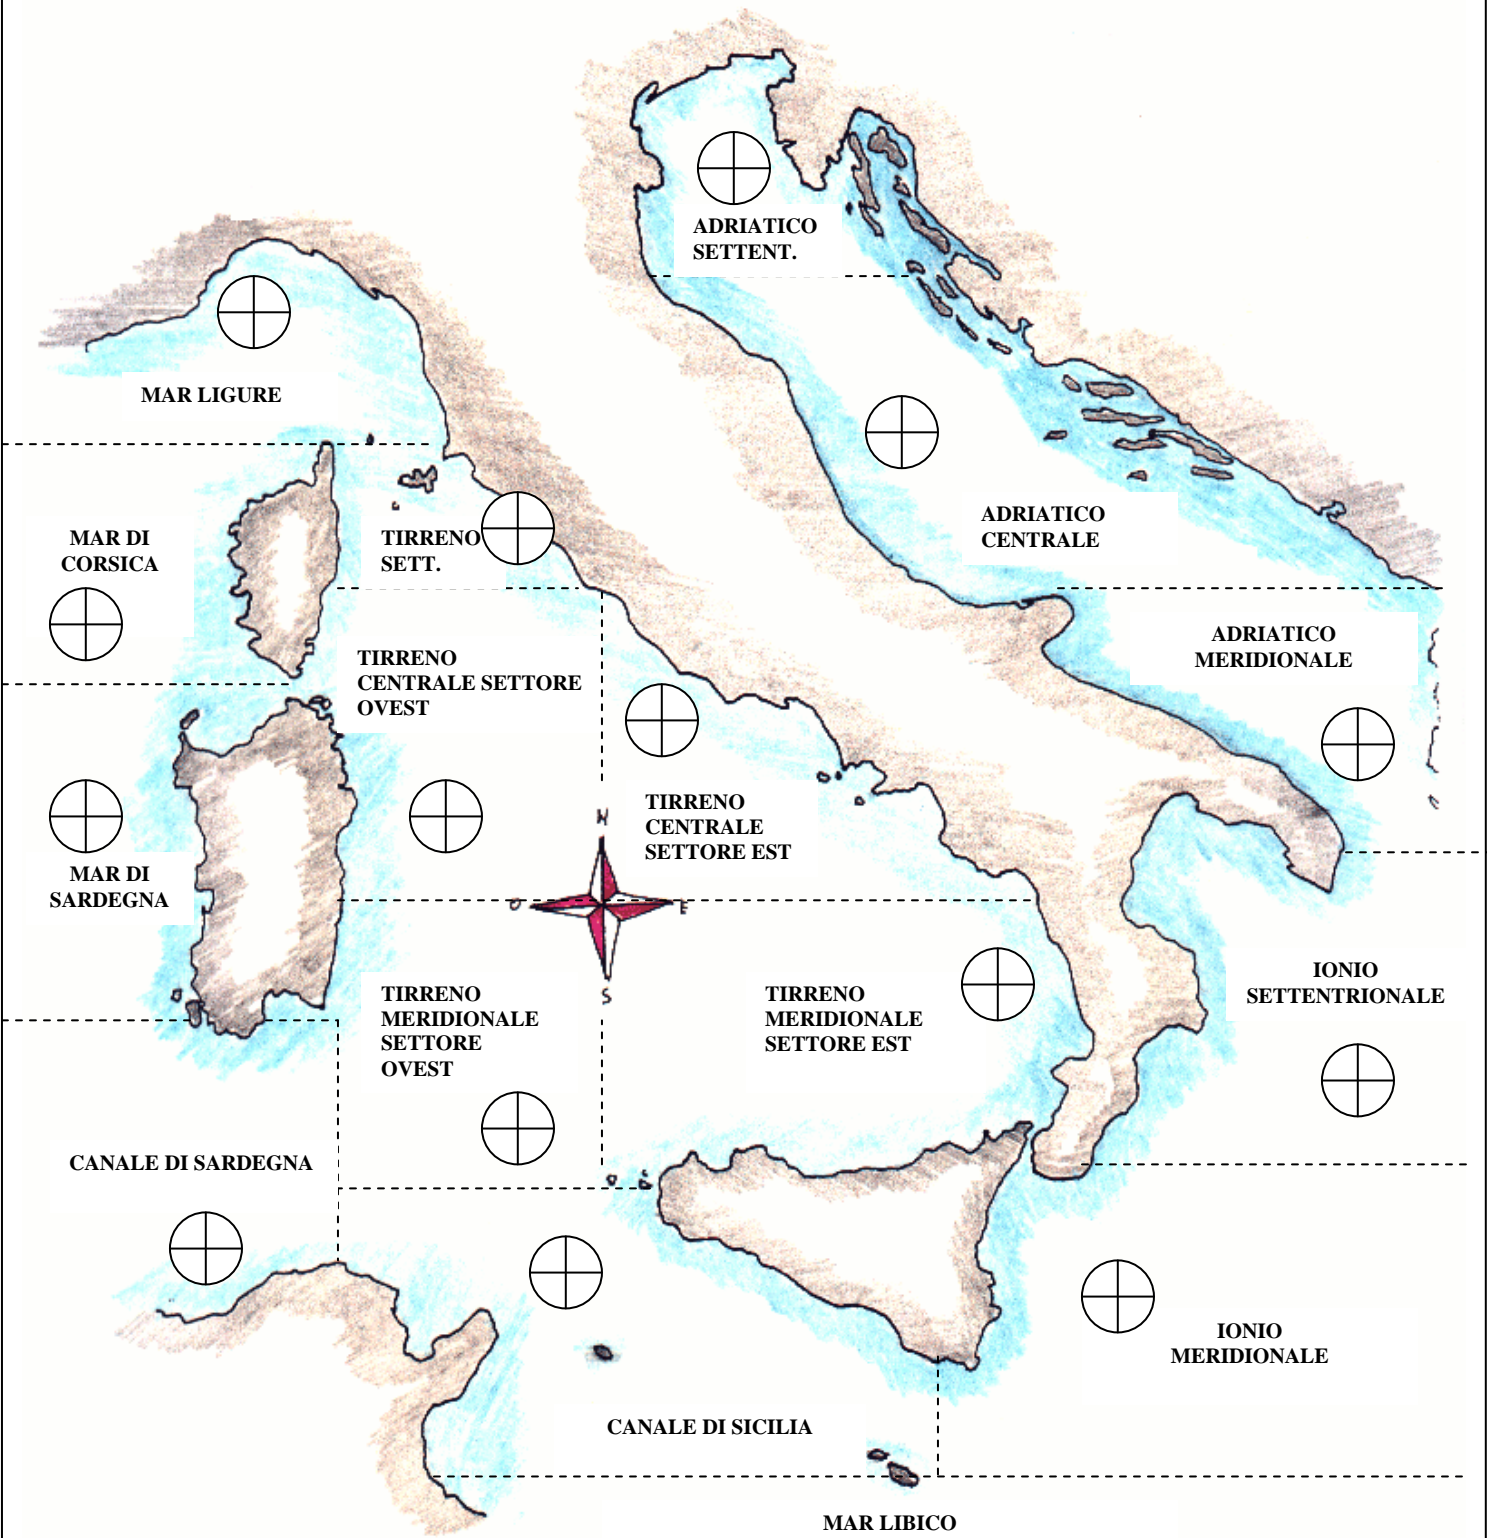 ADRIATICO
SETTENT.
MAR LIGURE
ADRIATICO
CENTRALE
MAR DI
CORSICA
TIRRENO
SETT.
ADRIATICO
MERIDIONALE
TIRRENO
CENTRALE SETTORE
OVEST
TIRRENO
CENTRALE
SETTORE EST
N
O
E
S
MAR DI
SARDEGNA
IONIO
SETTENTRIONALE
TIRRENO
MERIDIONALE
SETTORE
OVEST
TIRRENO
MERIDIONALE
SETTORE EST
CANALE DI SARDEGNA
IONIO
MERIDIONALE
CANALE DI SICILIA
MAR LIBICO